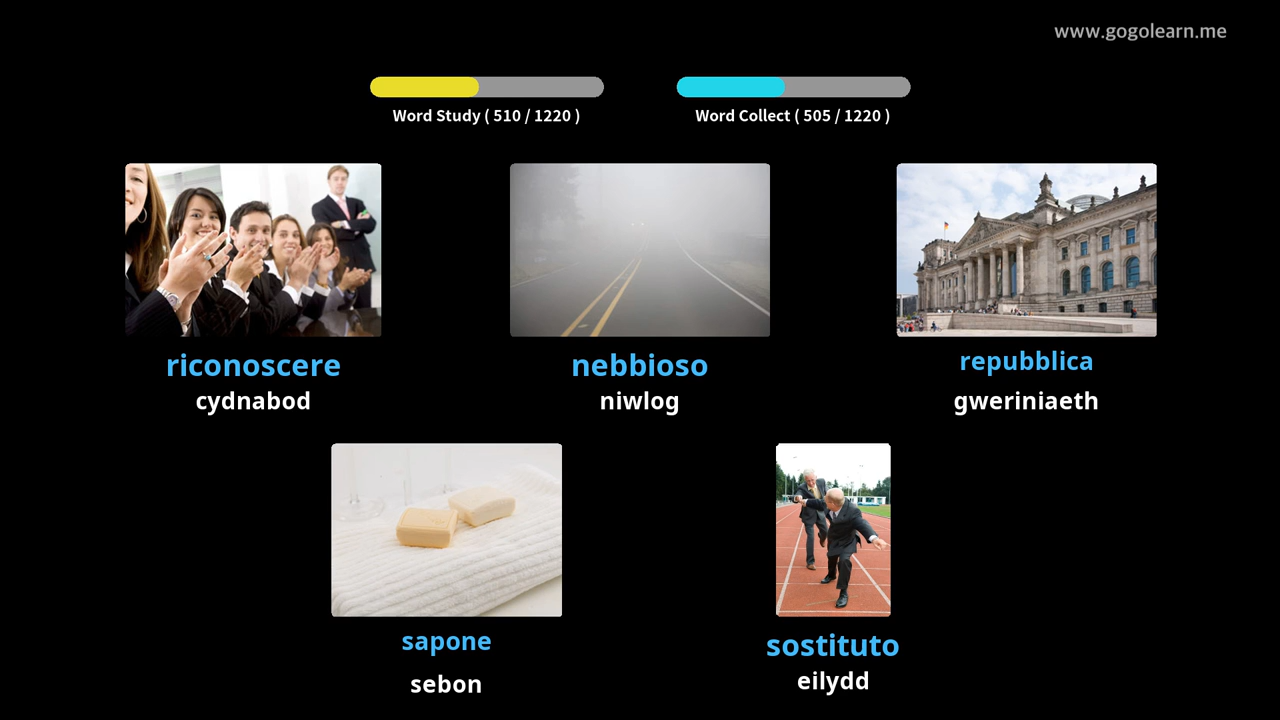 www.gogolearn.me
Word Study ( 510 / 1220 )
Word Collect ( 505 / 1220 )
riconoscere
cydnabod
nebbioso
niwlog
repubblica
gweriniaeth
sapone
sebon
sostituto
eilydd